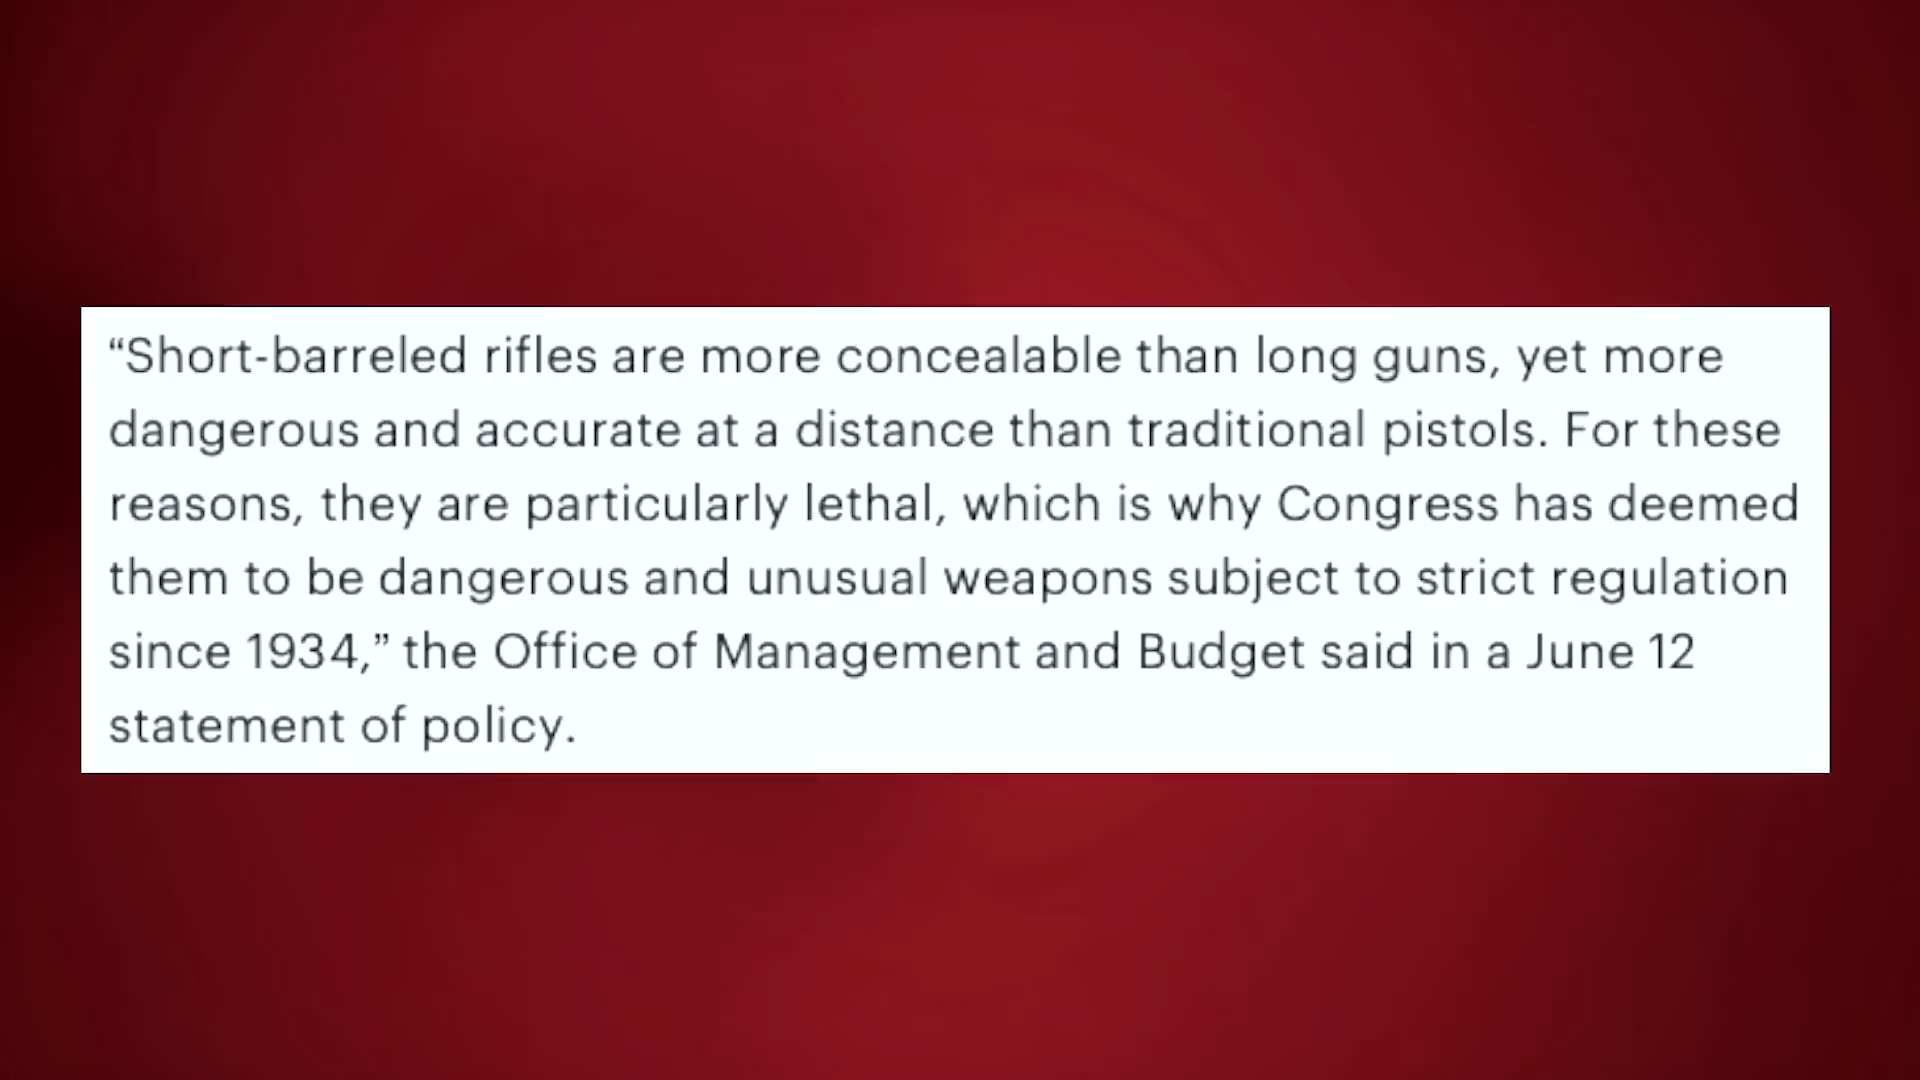 “Short-barreled rifles are more concealable than long guns, yet more
dangerous and accurate at a distance than traditional pistols. For these
reasons, they are particularly lethal, which is why Congress has deemed
them to be dangerous and unusual weapons subject to strict regulation
since 1934,” the Office of Management and Budget said in a June 12
statement of policy.